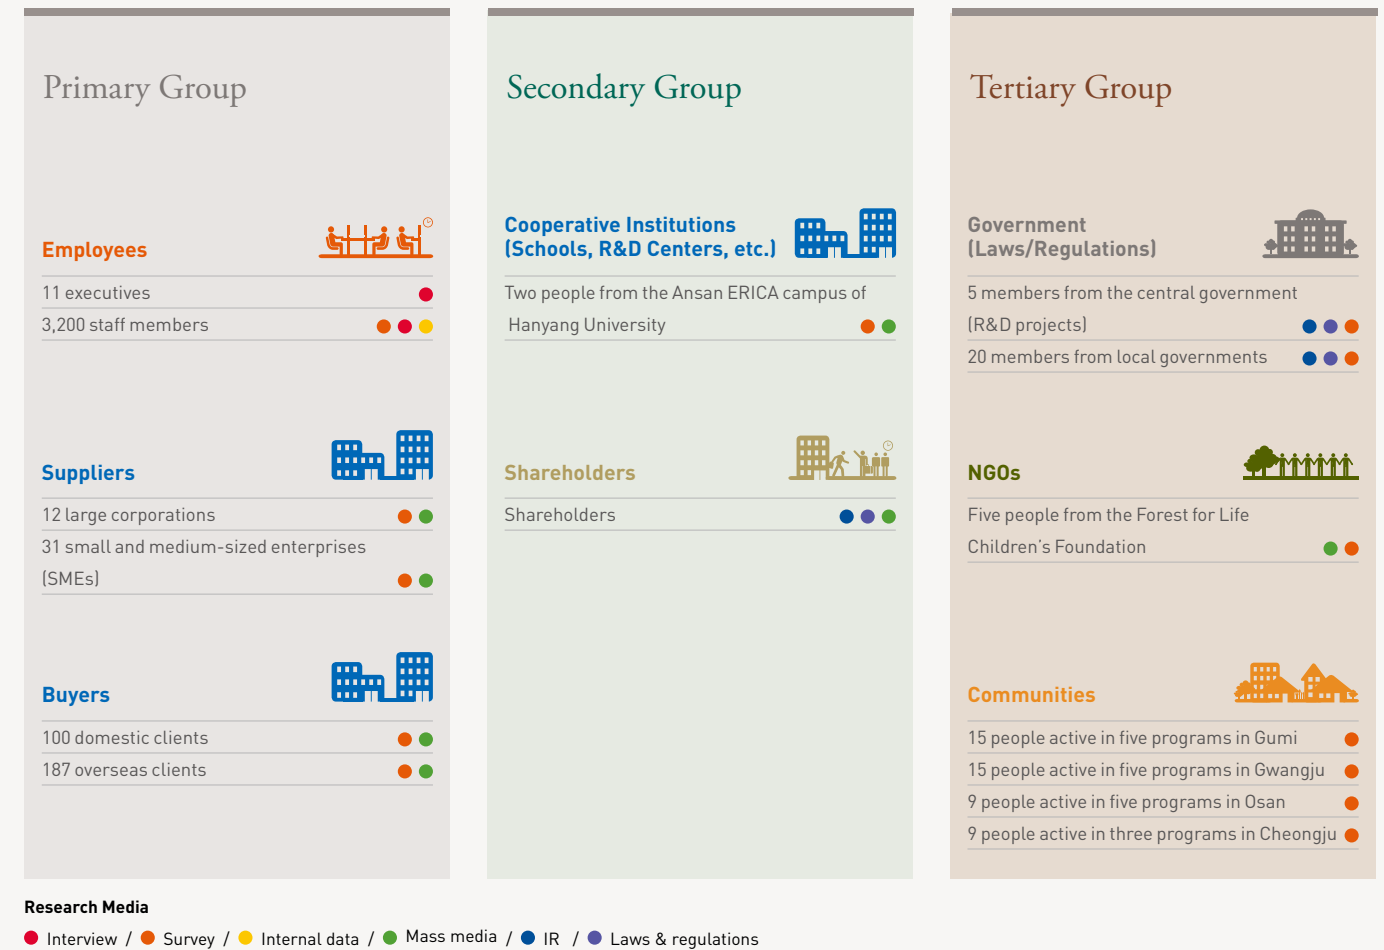 Primary Group
Employees
11 executives
3,200 staff members
Suppliers
12 large corporations
31 small and medium-sized enterprises
(SMEs)
Buyers
100 domestic clients
187 overseas clients
Secondary Group
Cooperative Institutions
(Schools, R&D Centers, etc.)
Two people from the Ansan ERICA campus of
Hanyang University
Shareholders
Shareholders
Tertiary Group
Government
(Laws/Regulations)
5 members from the central government
(R&D projects)
20 members from local governments
NGOs
Five people from the Forest for Life
Children’s Foundation
Communities
15 people active in five programs in Gumi
15 people active in five programs in Gwangju
9 people active in five programs in Osan
9 people active in three programs in Cheongju
Research Media
Interview / Survey / Internal data / Mass media / IR / Laws & regulations